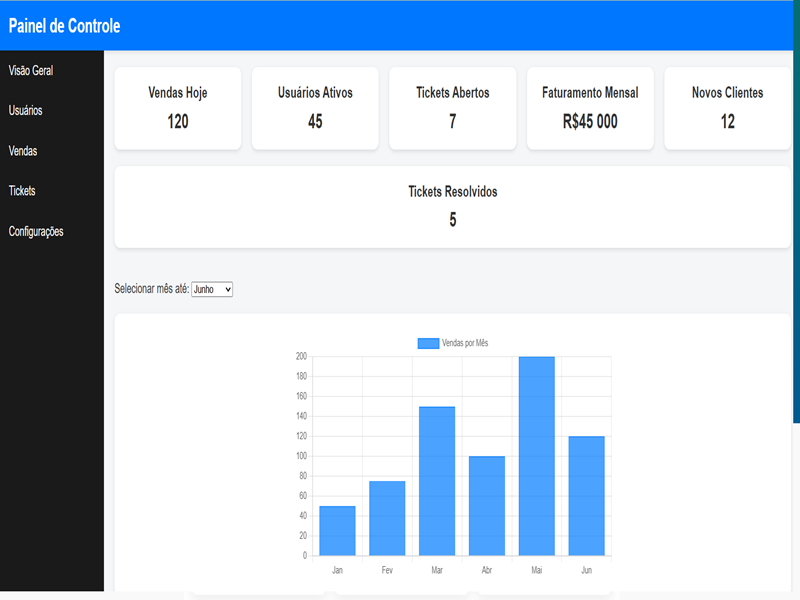 Painel de Controle
Visão Geral
Usuários
Vendas
Tickets
Configurações
Vendas Hoje
120
Usuários Ativos
45
Tickets Abertos
7
Faturamento Mensal
R$45 000
Novos Clientes
12
Tickets Resolvidos
5
Selecionar mês até: Junho
Vendas por Mês
200
180
160
140
120
100
80
60
40
20
0
Jan Fev Mar Abr Mai Jun